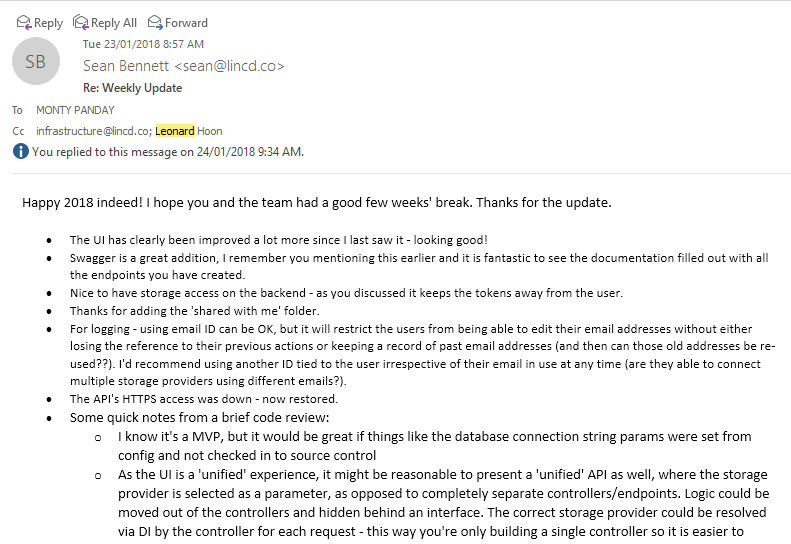 Reply Reply All Forward
Tue 23/01/2018 8:57 AM
SB
Sean Bennett <sean@lincd.co>
Re: Weekly Update
To MONTY PANDAY
Cc infrastructure@lincd.co; Leonard Hoon
You replied to this message on 24/01/2018 9:34 AM.
Happy 2018 indeed! I hope you and the team had a good few weeks' break. Thanks for the update.
• The UI has clearly been improved a lot more since I last saw it - looking good!
• Swagger is a great addition, I remember you mentioning this earlier and it is fantastic to see the documentation filled out with all
the endpoints you have created.
• Nice to have storage access on the backend - as you discussed it keeps the tokens away from the user.
• Thanks for adding the 'shared with me' folder.
• For logging - using email ID can be OK, but it will restrict the users from being able to edit their email addresses without either
losing the reference to their previous actions or keeping a record of past email addresses (and then can those old addresses be re-
used??). I'd recommend using another ID tied to the user irrespective of their email in use at any time (are they able to connect
multiple storage providers using different emails?).
• The API's HTTPS access was down - now restored.
• Some quick notes from a brief code review:
o I know it's a MVP, but it would be great if things like the database connection string params were set from
config and not checked in to source control
o As the UI is a 'unified' experience, it might be reasonable to present a 'unified' API as well, where the storage
provider is selected as a parameter, as opposed to completely separate controllers/endpoints. Logic could be
moved out of the controllers and hidden behind an interface. The correct storage provider could be resolved
via DI by the controller for each request - this way you're only building a single controller so it is easier to